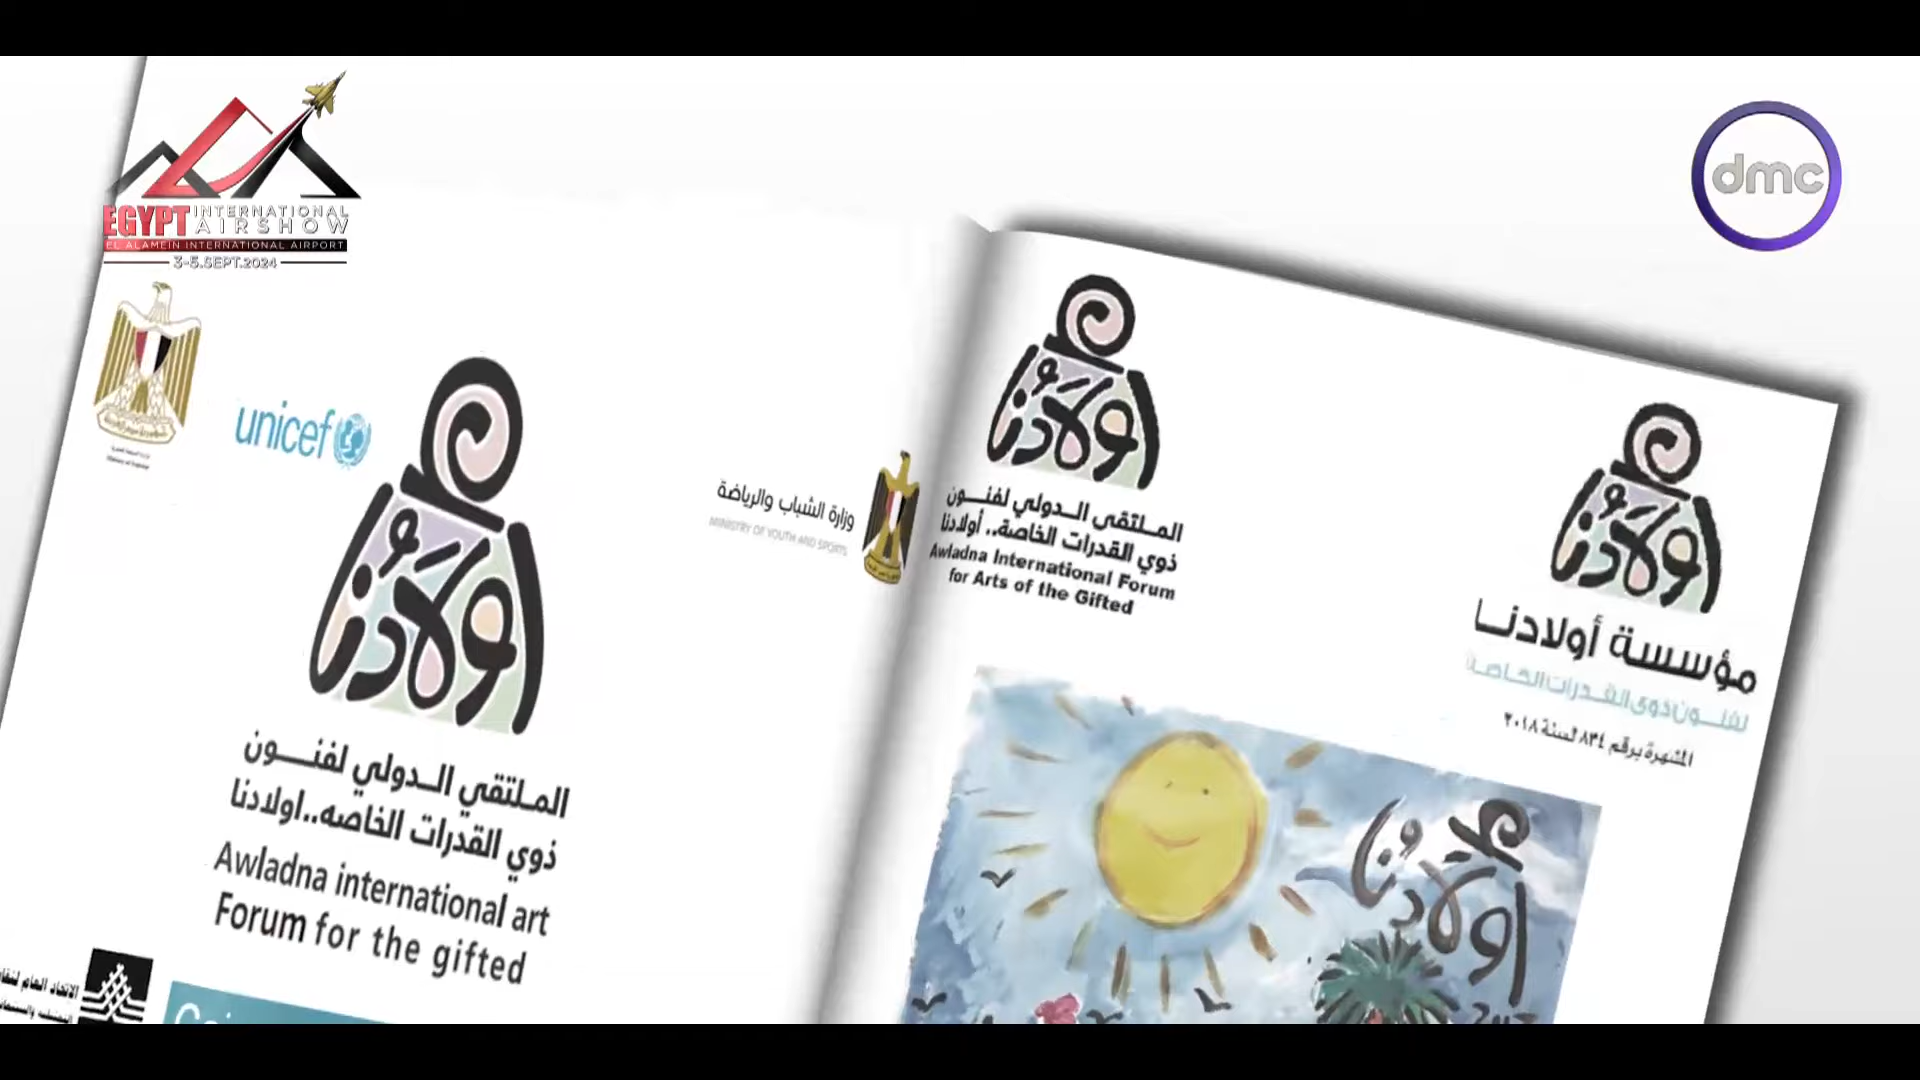 EGYPT INTERNATIONAL
AIRSHOW
EL ALAMEIN INTERNATIONAL AIRPORT
3-5.SEPT.2024
dmc
unicef
أولادنا
الملتقي الدولي لفنون
ذوي القدرات الخاصه..اولادنا
Awladna international art
Forum for the gifted
وزارة الشباب والرياضة
MINISTRY OF YOUTH AND SPORTS
أولادنا
الملتقى الدولي لفنون
ذوي القدرات الخاصة.. أولادنا
Awladna International Forum
for Arts of the Gifted
أولادنا
مؤسسة أولادنا
لفنون ذوى القدرات الخاصة
المشهرة برقم ٨٣٤ لسنة ٢٠١٨
أولادنا